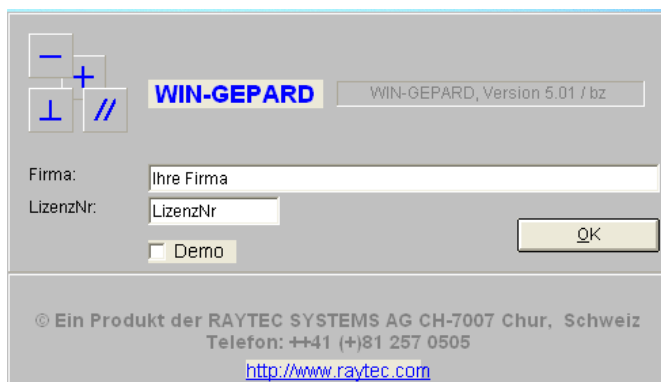 WIN-GEPARD
WIN-GEPARD, Version 5.01 / bz
Firma:
Ihre Firma
LizenzNr:
LizenzNr
OK
Demo
© Ein Produkt der RAYTEC SYSTEMS AG CH-7007 Chur, Schweiz
Telefon: ++41 (+)81 257 0505
http://www.raytec.com